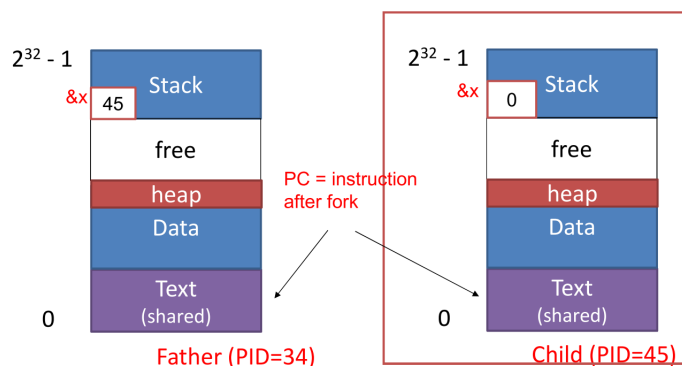 2³² - 1
Stack
&x
45
free
heap
Data
Text
(shared)
0
Father (PID=34)
PC = instruction
after fork
2³² - 1
Stack
&x
0
free
heap
Data
Text
(shared)
0
Child (PID=45)